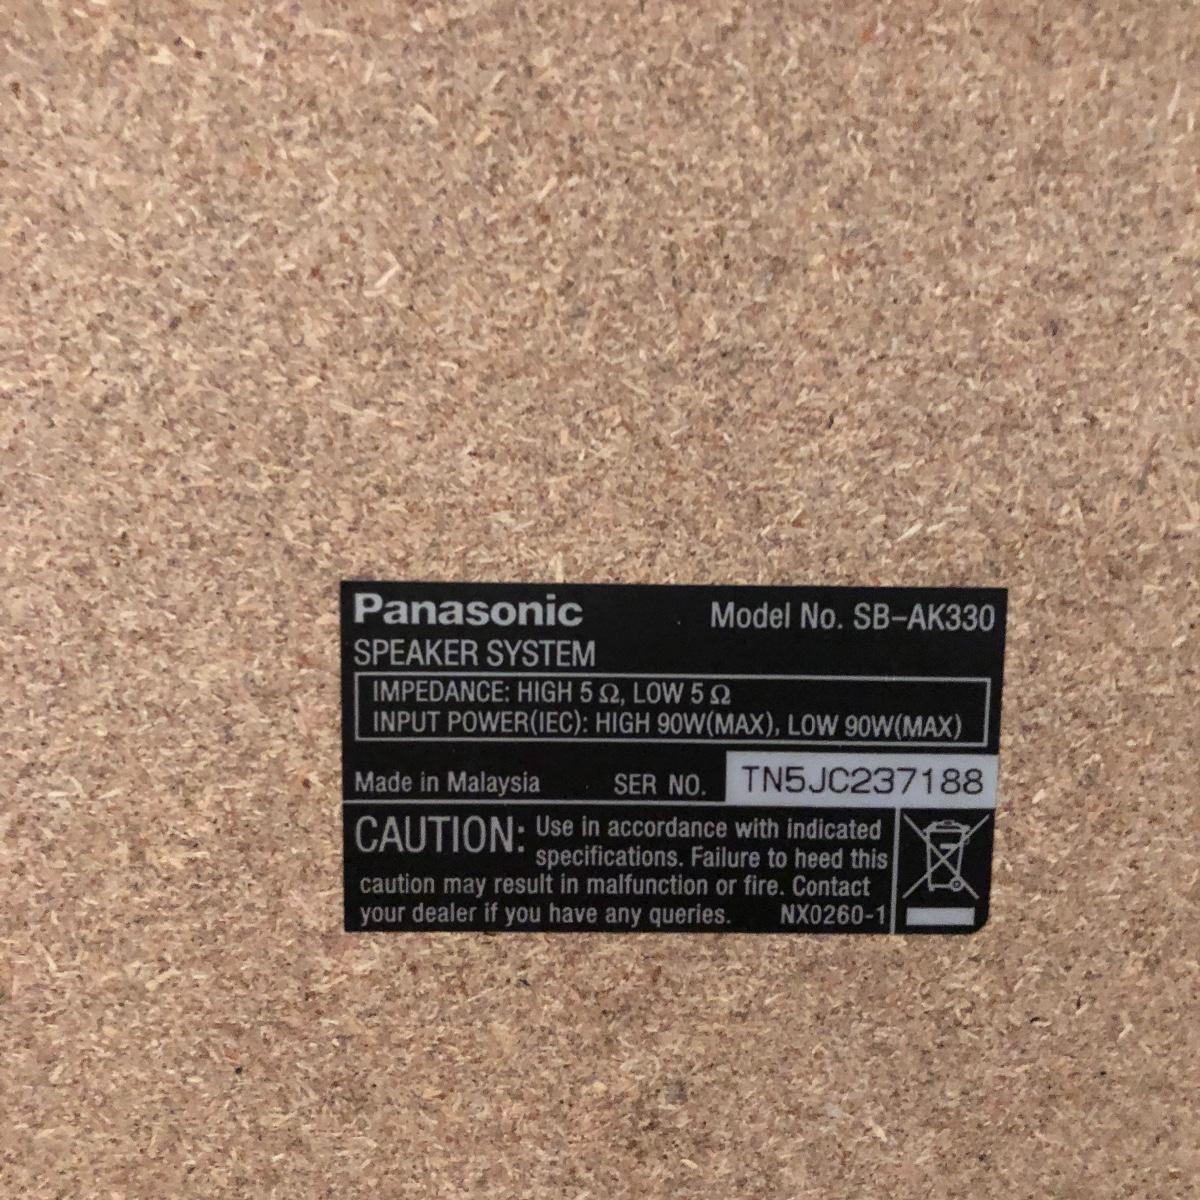 Panasonic Model No. SB-AK330
SPEAKER SYSTEM
IMPEDANCE: HIGH 5 Ω, LOW 5 Ω
INPUT POWER(IEC): HIGH 90W(MAX), LOW 90W(MAX)
Made in Malaysia SER NO. TN5JC237188
CAUTION: Use in accordance with indicated
specifications. Failure to heed this
caution may result in malfunction or fire. Contact
your dealer if you have any queries. NX0260-1